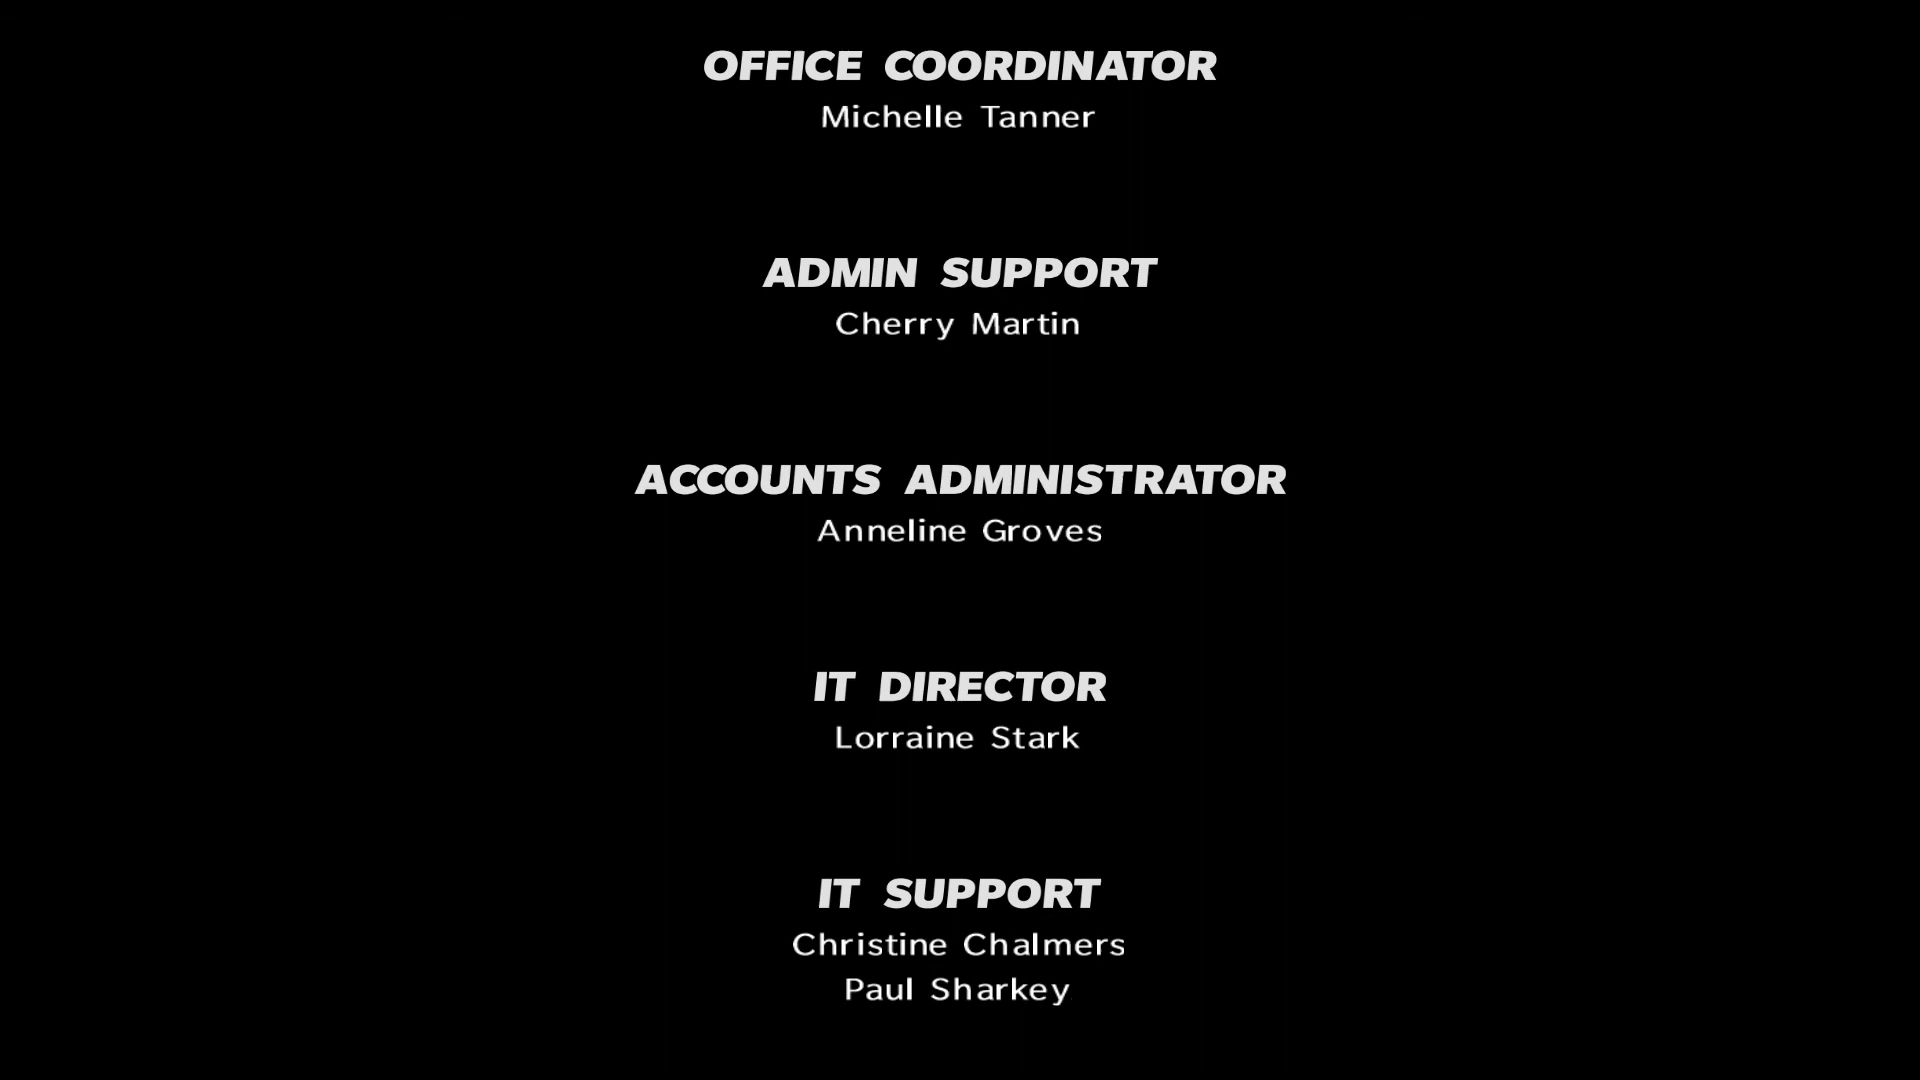 OFFICE COORDINATOR
Michelle Tanner
ADMIN SUPPORT
Cherry Martin
ACCOUNTS ADMINISTRATOR
Anneline Groves
IT DIRECTOR
Lorraine Stark
IT SUPPORT
Christine Chalmers
Paul Sharkey